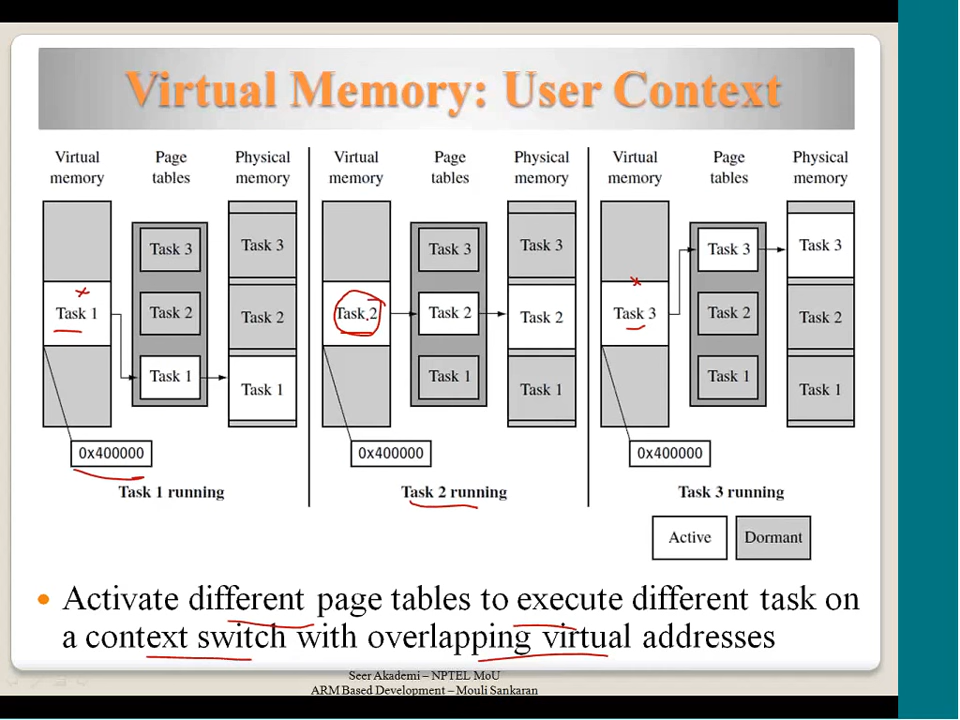 Virtual Memory: User Context
Virtual memory
Page tables
Physical memory
Virtual memory
Page tables
Physical memory
Virtual memory
Page tables
Physical memory
Task 3
Task 3
Task 1
Task 2
Task 2
Task 1
Task 1
0x400000
Task 1 running
Task 3
Task 3
Task 2
Task 2
Task 2
Task 1
Task 1
0x400000
Task 2 running
Task 3
Task 3
Task 3
Task 2
Task 2
Task 1
Task 1
0x400000
Task 3 running
Active
Dormant
Activate different page tables to execute different task on
a context switch with overlapping virtual addresses
Seer Akademi – NPTEL MoU
ARM Based Development – Mouli Sankaran